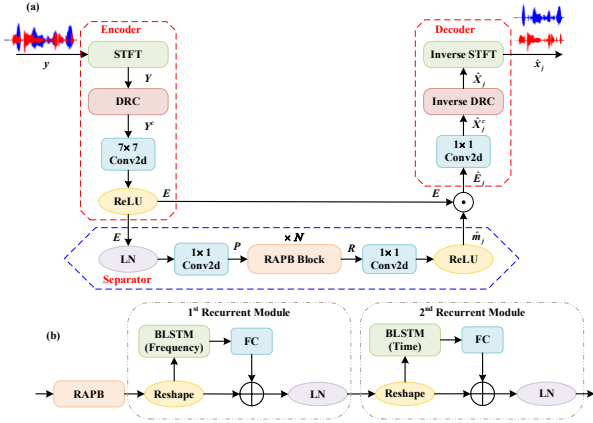 (a)
Encoder
STFT
y
Y
DRC
Y^c
7×7
Conv2d
ReLU
E
E
Decoder
Inverse STFT
x̂_j
X̂_j
Inverse DRC
X̂_j^c
1×1
Conv2d
Ê_j
E
m̂_j
LN
Separator
1×1
Conv2d
P
×N
RAPB Block
R
1×1
Conv2d
ReLU
(b)
1st Recurrent Module
BLSTM
(Frequency)
FC
RAPB
Reshape
LN
2nd Recurrent Module
BLSTM
(Time)
FC
Reshape
LN